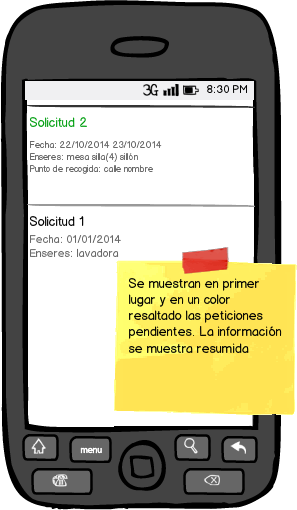 3G 8:30 PM
Solicitud 2
Fecha: 22/10/2014 23/10/2014
Enseres: mesa silla(4) sillón
Punto de recogida: calle nombre
Solicitud 1
Fecha: 01/01/2014
Enseres: lavadora
Se muestran en primer
lugar y en un color
resaltado las peticiones
pendientes. La información
se muestra resumida
menu